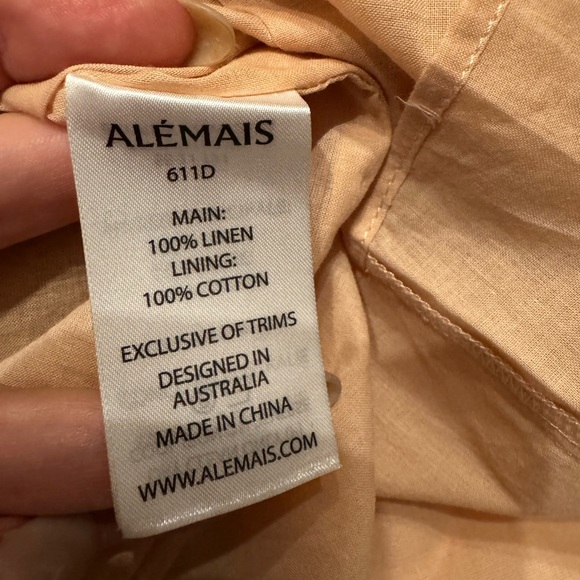 ALÉMAIS
611D
MAIN:
100% LINEN
LINING:
100% COTTON
EXCLUSIVE OF TRIMS
DESIGNED IN
AUSTRALIA
MADE IN CHINA
WWW.ALEMAIS.COM